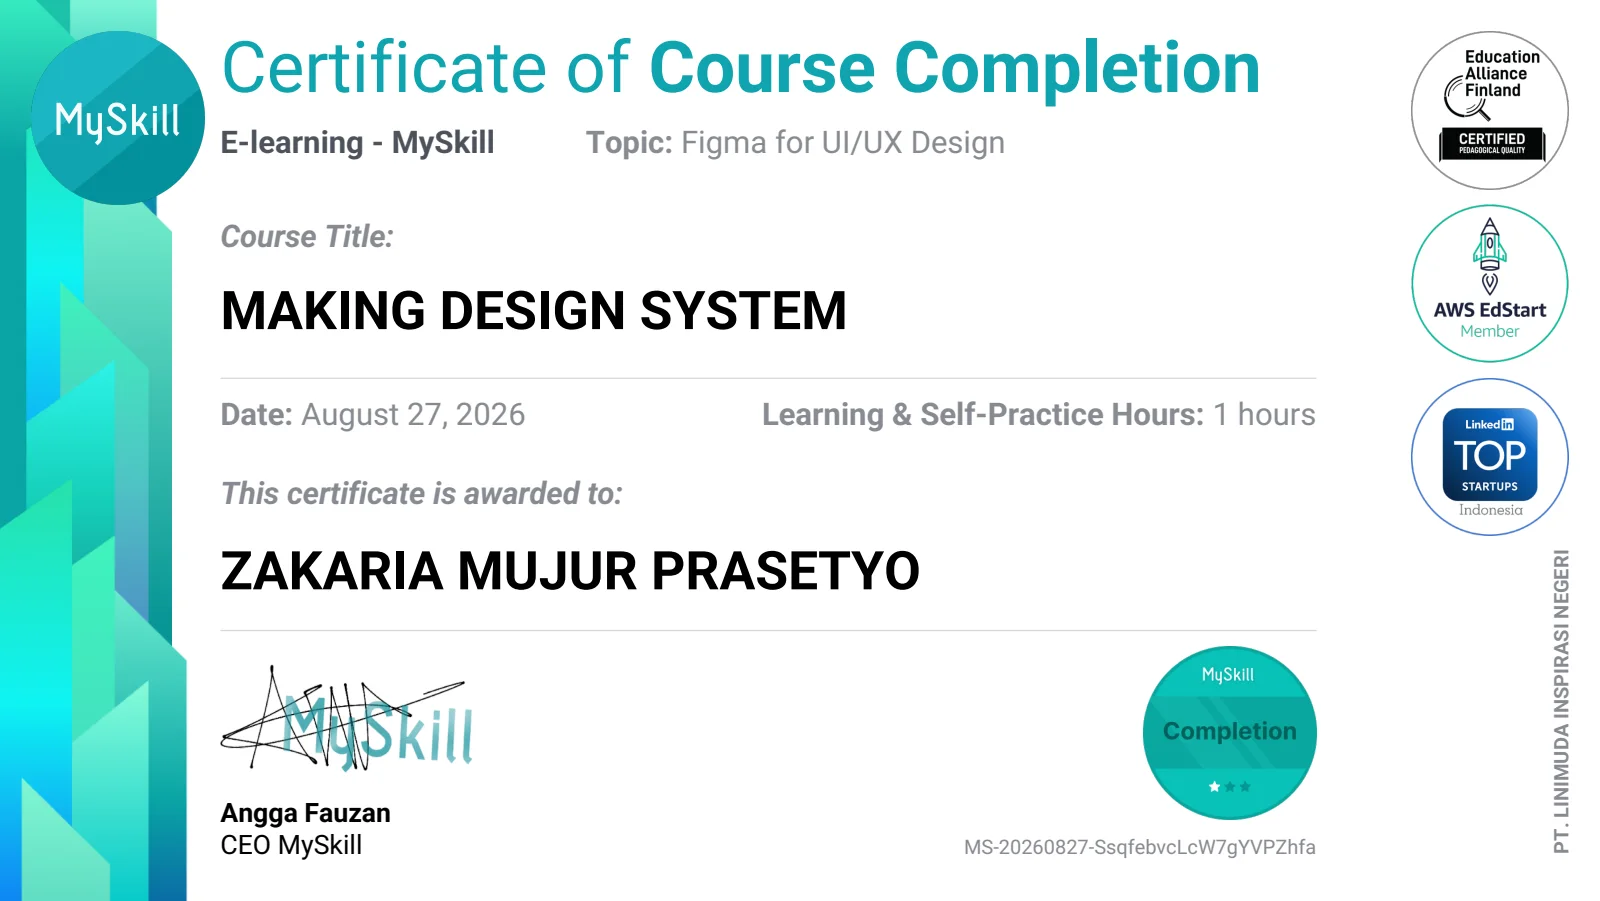 MySkill
Certificate of Course Completion
E-learning - MySkill
Topic: Figma for UI/UX Design
Course Title:
MAKING DESIGN SYSTEM
Date: August 27, 2026
Learning & Self-Practice Hours: 1 hours
This certificate is awarded to:
ZAKARIA MUJUR PRASETYO
MySkill
Angga Fauzan
CEO MySkill
MySkill
Completion
MS-20260827-SsqfebvcLcW7gYVPZhfa
Education
Alliance
Finland
CERTIFIED
PEDAGOGICAL QUALITY
AWS EdStart
Member
Linked in
TOP
STARTUPS
Indonesia
PT. LINIMUDA INSPIRASI NEGERI